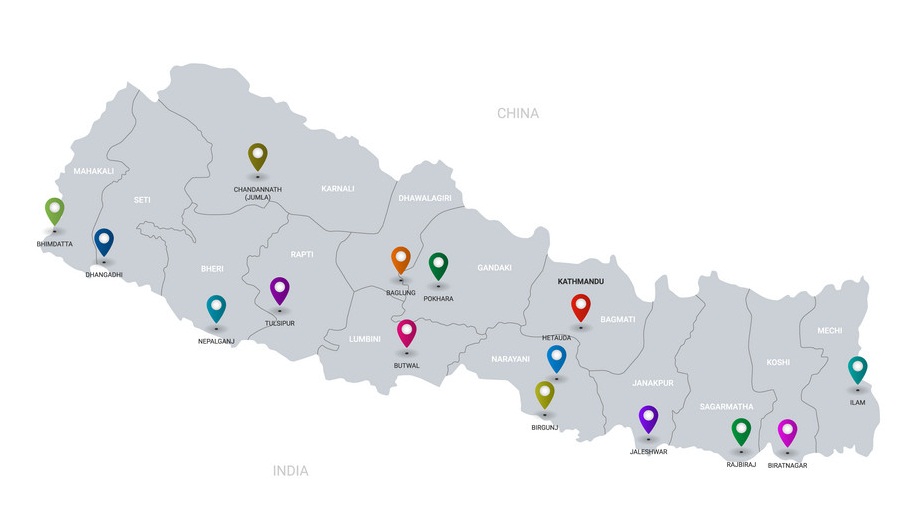 CHINA
MAHAKALI
CHANDANNATH
(JUMLA)
KARNALI
DHAWALAGIRI
SETI
BHIMDATTA
DHANGADHI
BHERI
RAPTI
GANDAKI
BAGLUNG
POKHARA
KATHMANDU
BAGMATI
TULSIPUR
NEPALGANJ
LUMBINI
BUTWAL
HETAUDA
NARAYANI
MECHI
KOSHI
JANAKPUR
ILAM
SAGARMATHA
BIRGUNJ
JALESHWAR
RAJBIRAJ
BIRATNAGAR
INDIA